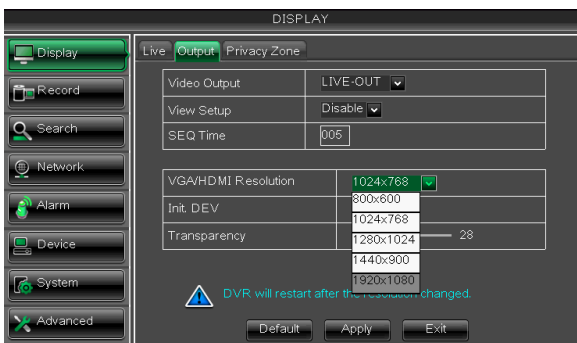 DISPLAY
Display
Record
Search
Network
Alarm
Device
System
Advanced
Live Output Privacy Zone
Video Output LIVE-OUT
View Setup Disable
SEQ Time 005
VGA/HDMI Resolution 1024x768
800x600
Init. DEV
1024x768
Transparency 1280x1024 28
1440x900
1920x1080
DVR will restart after the resolution changed.
Default Apply Exit